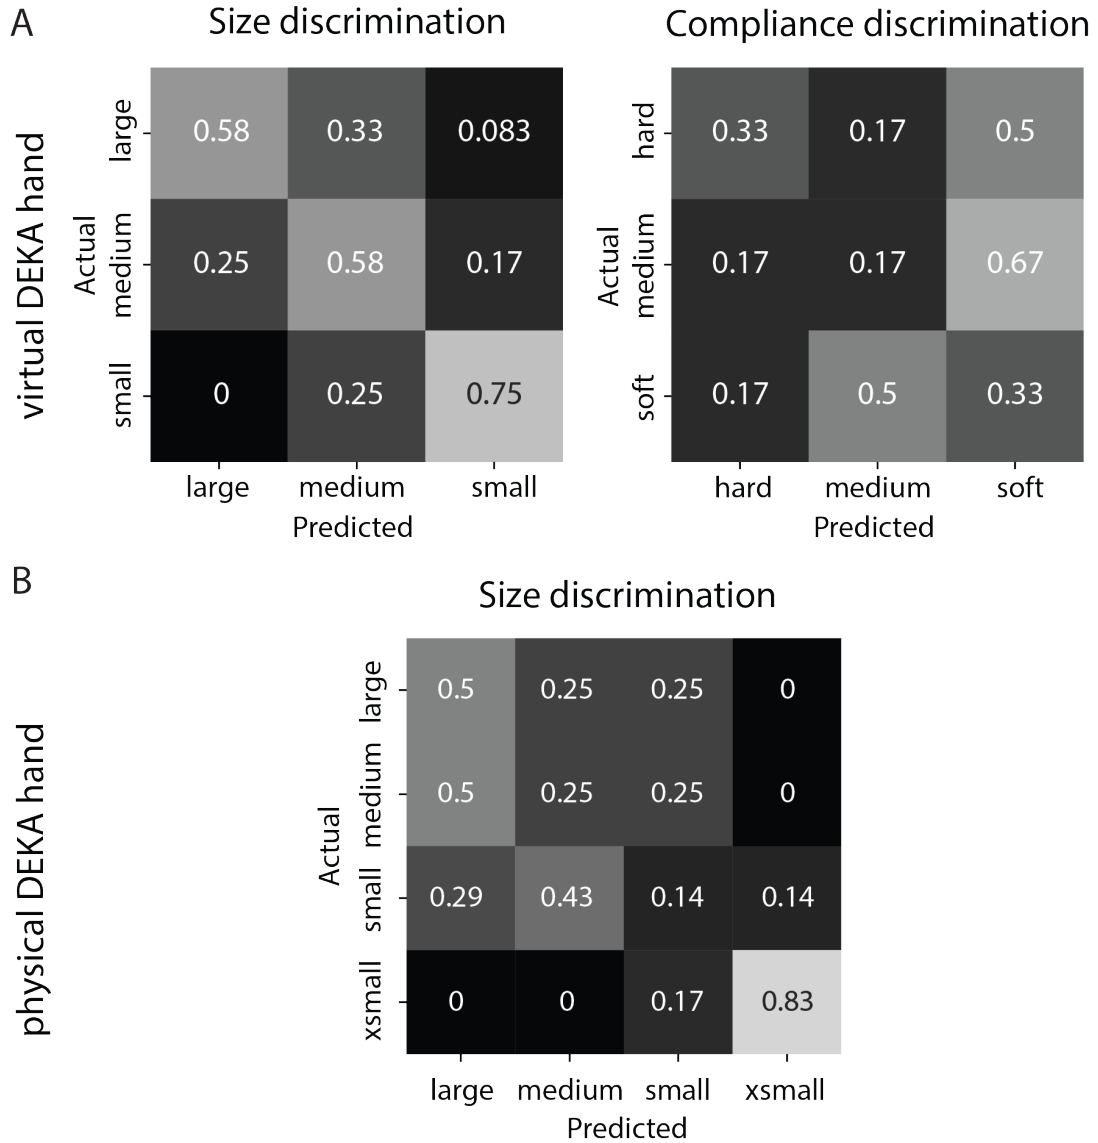 A
Size discrimination
Compliance discrimination
virtual DEKA hand
Actual
large
0.58 0.33 0.083
medium
0.25 0.58 0.17
small
0 0.25 0.75
large medium small
Predicted
Actual
hard
0.33 0.17 0.5
medium
0.17 0.17 0.67
soft
0.17 0.5 0.33
hard medium soft
Predicted
B
Size discrimination
physical DEKA hand
Actual
large
0.5 0.25 0.25 0
medium
0.5 0.25 0.25 0
small
0.29 0.43 0.14 0.14
xsmall
0 0 0.17 0.83
large medium small xsmall
Predicted